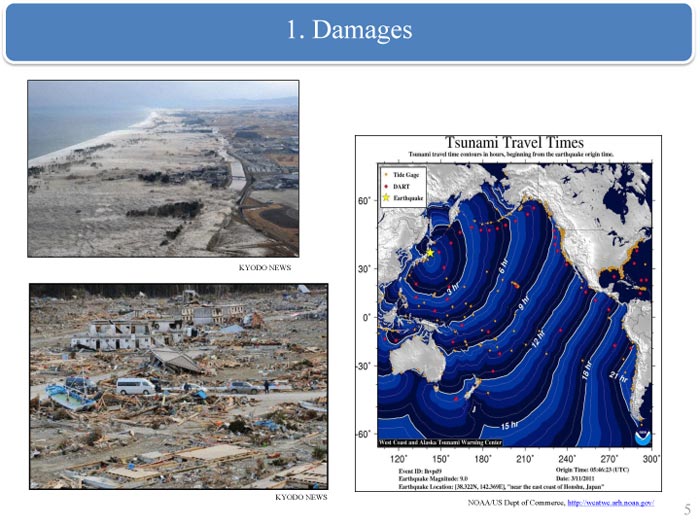 1. Damages
KYODO NEWS
KYODO NEWS
Tsunami Travel Times
Tsunami travel time contours in hours, beginning from the earthquake origin time.
Tide Gage
DART
Earthquake
60°
30°
0°
-30°
-60°
3 hr
6 hr
9 hr
12 hr
15 hr
18 hr
21 hr
West Coast and Alaska Tsunami Warning Center
120° 150° 180° 210° 240° 270° 300°
Event ID: lhvpd9 Origin Time: 05:46:23 (UTC)
Earthquake Magnitude: 9.0 Date: 3/11/2011
Earthquake Location: [38.322N, 142.369E], "near the east coast of Honshu, Japan"
NOAA/US Dept of Commerce, http://wcatwc.arh.noaa.gov/
5